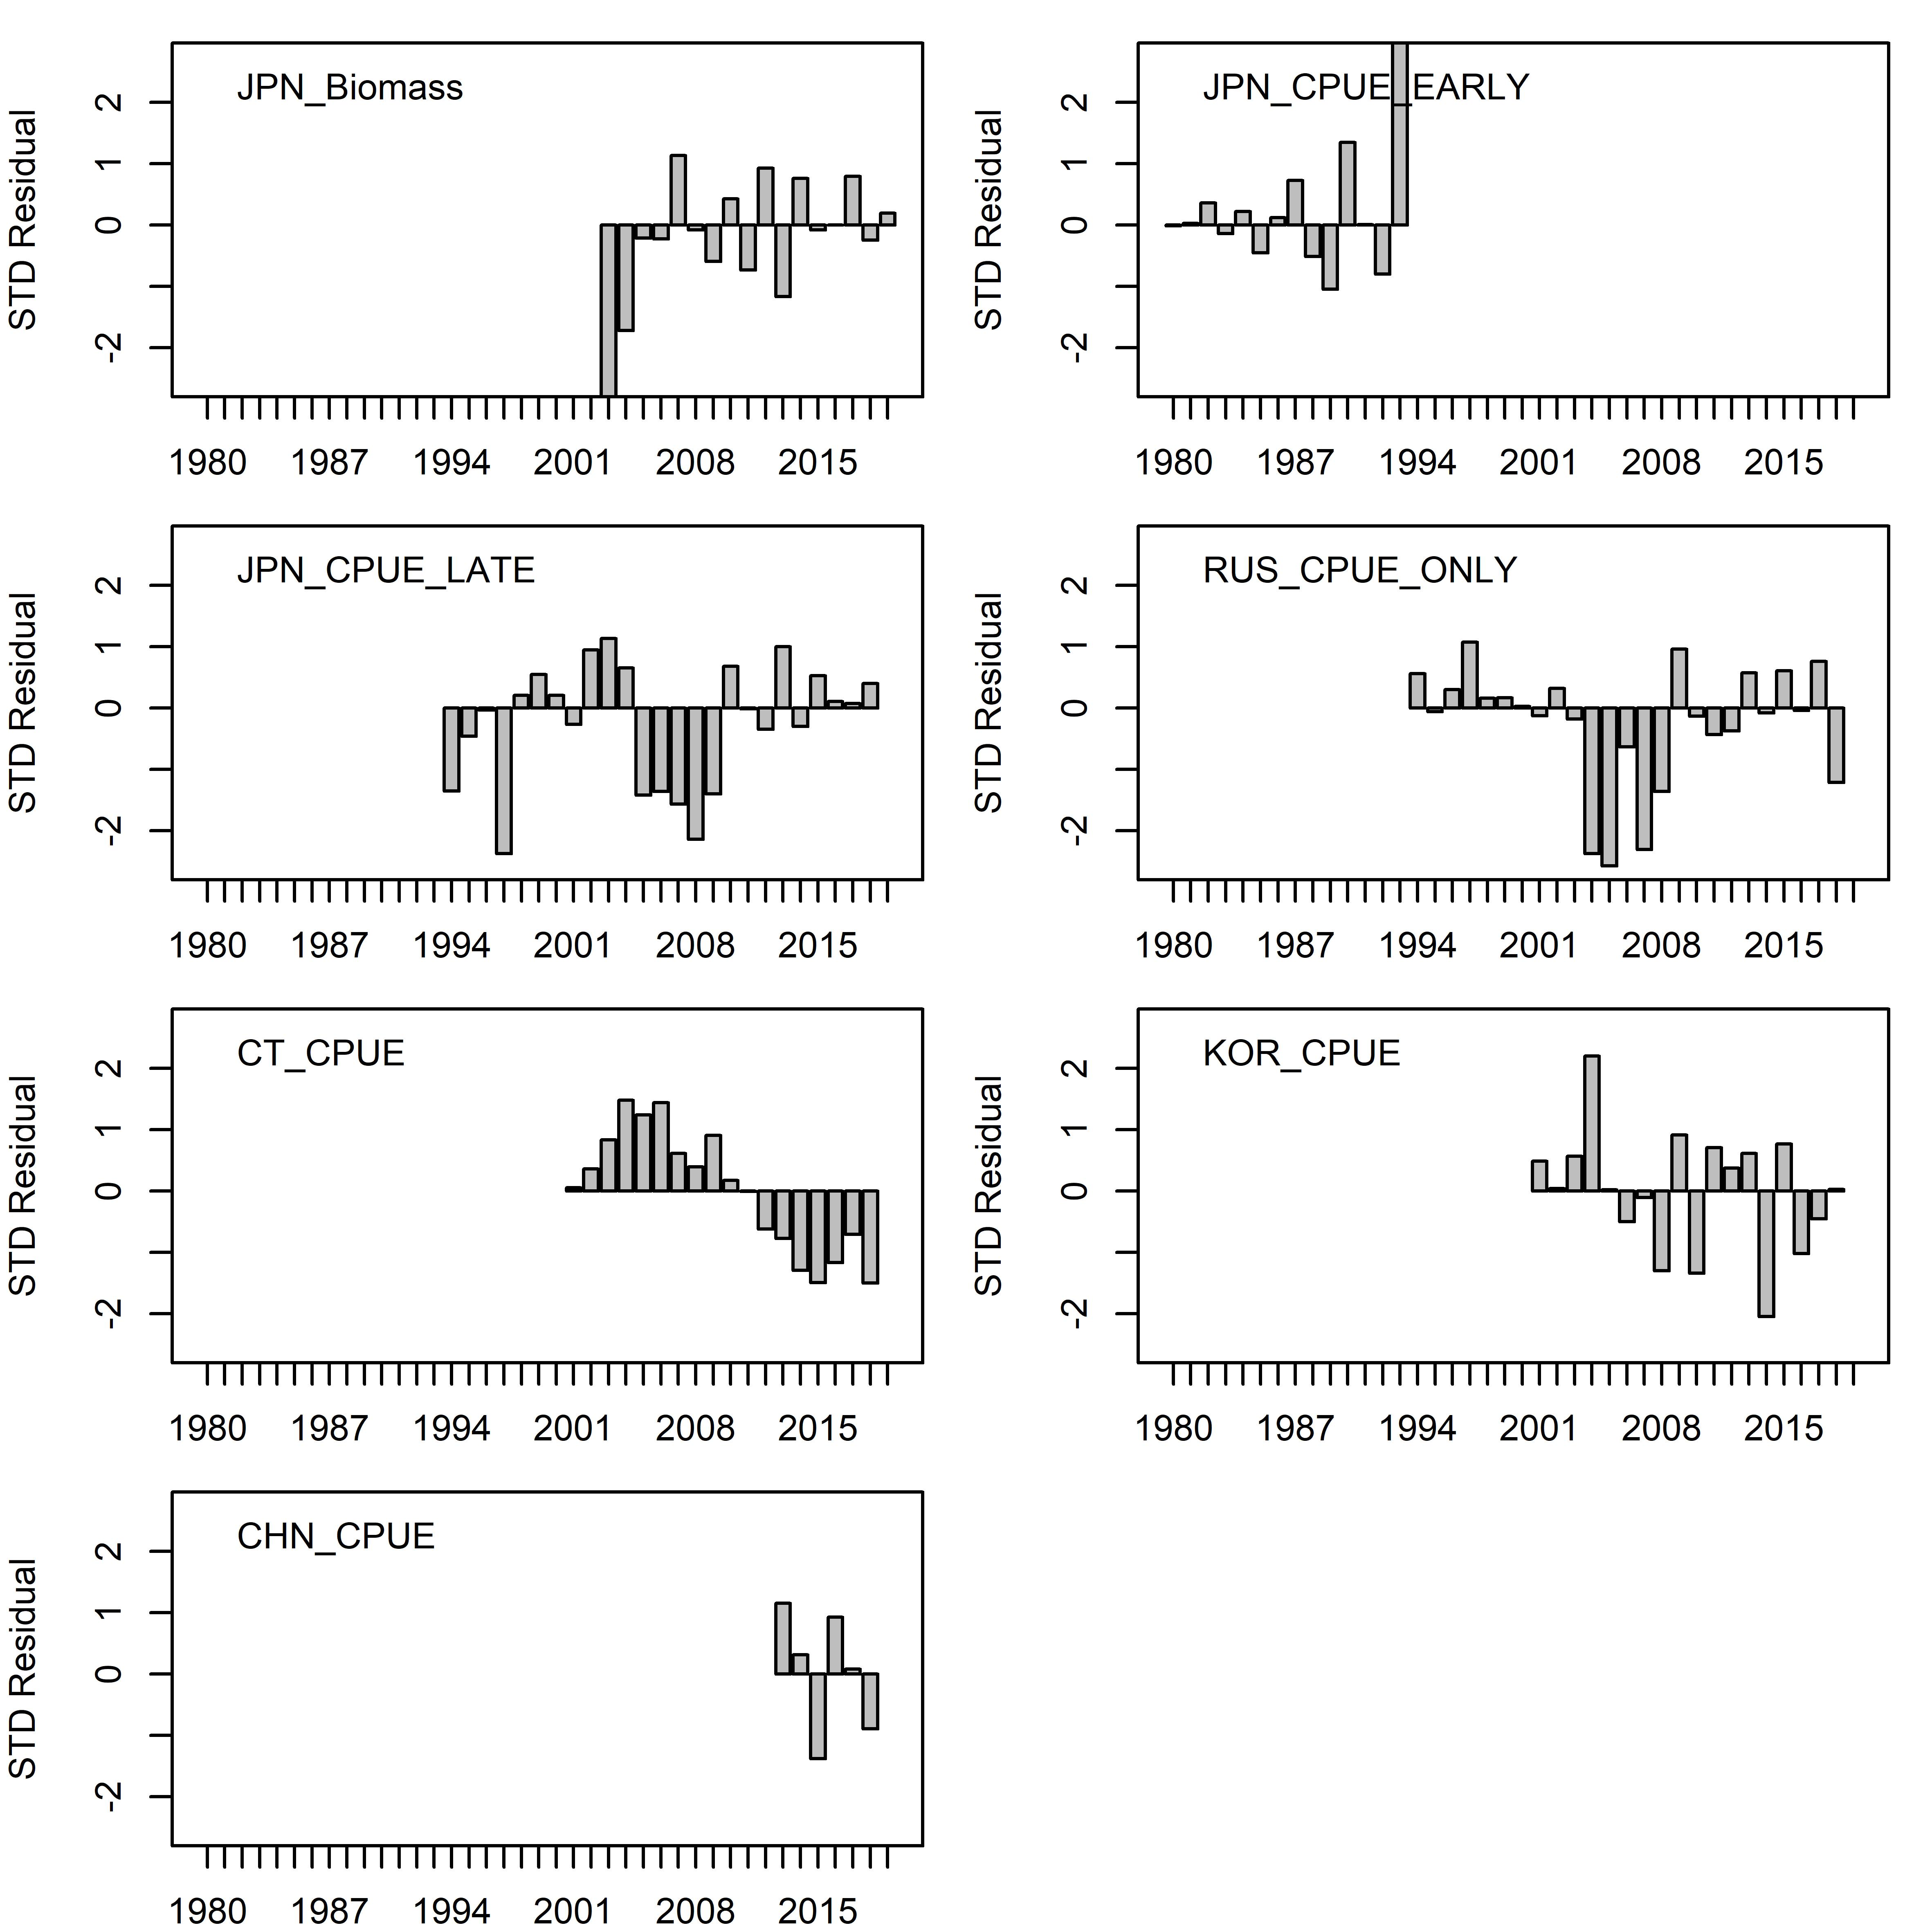 JPN_Biomass
STD Residual
2
1
0
-2
1980 1987 1994 2001 2008 2015
JPN_CPUE_EARLY
STD Residual
2
1
0
-2
1980 1987 1994 2001 2008 2015
JPN_CPUE_LATE
STD Residual
2
1
0
-2
1980 1987 1994 2001 2008 2015
RUS_CPUE_ONLY
STD Residual
2
1
0
-2
1980 1987 1994 2001 2008 2015
CT_CPUE
STD Residual
2
1
0
-2
1980 1987 1994 2001 2008 2015
KOR_CPUE
STD Residual
2
1
0
-2
1980 1987 1994 2001 2008 2015
CHN_CPUE
STD Residual
2
1
0
-2
1980 1987 1994 2001 2008 2015